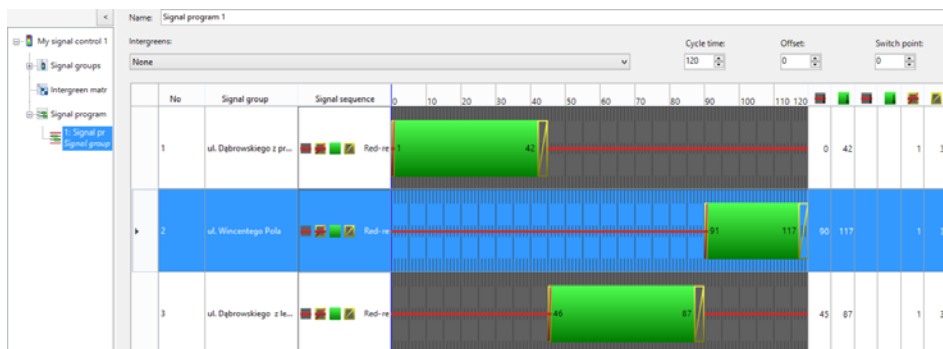 <
Name: Signal program 1
My signal control 1
Signal groups
Intergreen matr
Signal program
1: Signal pr
Signal group
Intergreens:
None
Cycle time:
120
Offset:
0
Switch point:
0
No Signal group Signal sequence 0 10 20 30 40 50 60 70 80 90 100 110 120
1 ul. Dąbrowskiego z pr... Red-re 1 42 0 42 1 3
2 ul. Wincentego Pola Red-re 91 117 90 117 1
3 ul. Dąbrowskiego z le... Red-re 46 87 45 87 1 3